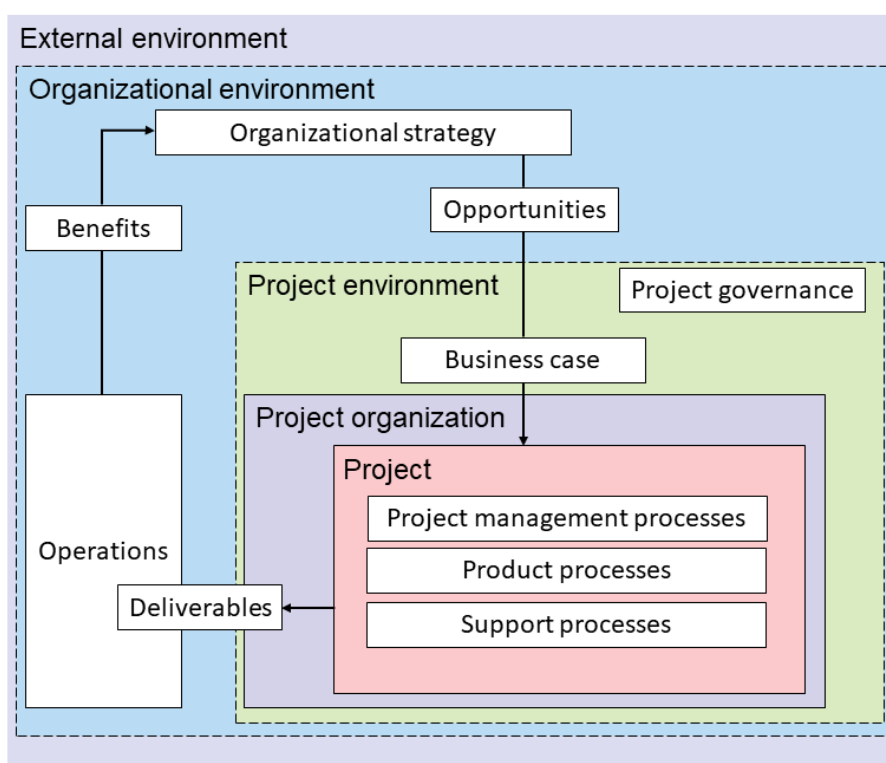 External environment
Organizational environment
Organizational strategy
Opportunities
Benefits
Project environment
Project governance
Business case
Project organization
Project
Project management processes
Operations
Product processes
Deliverables
Support processes